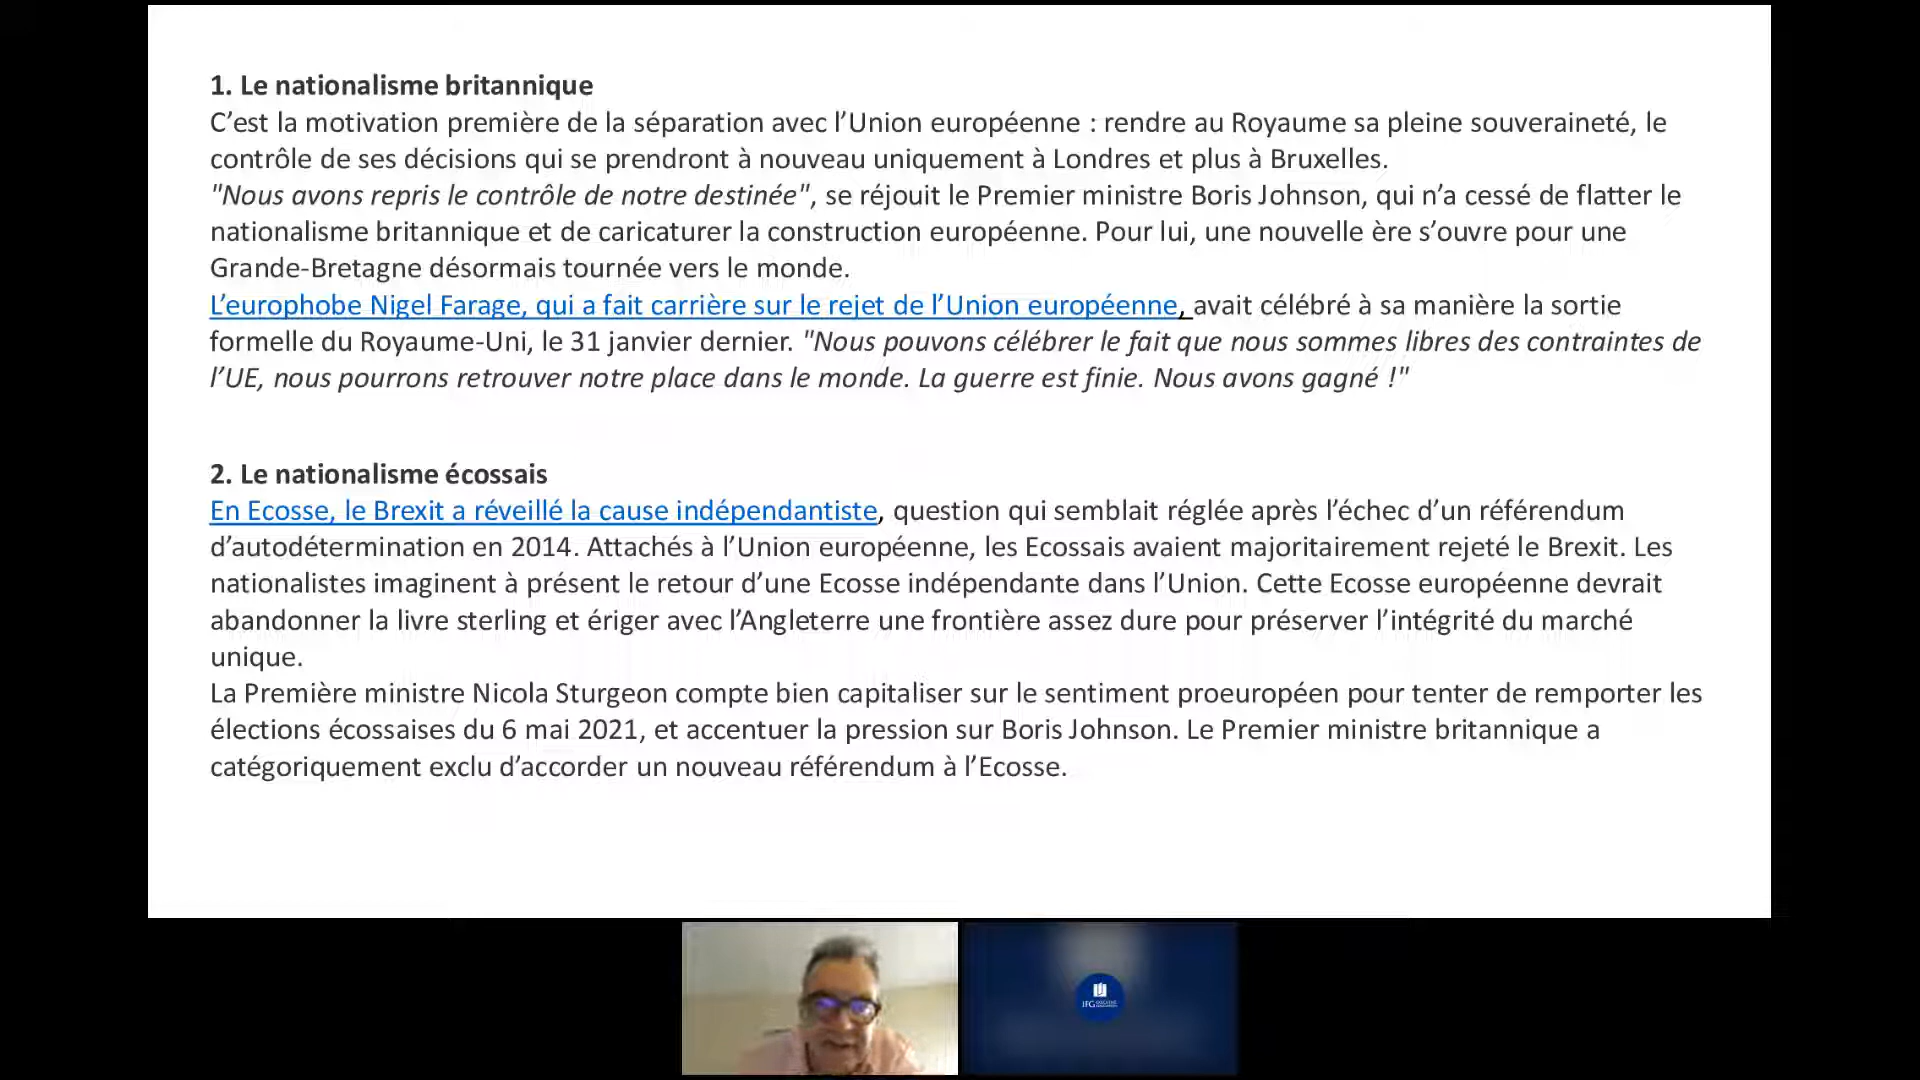 1. Le nationalisme britannique
C’est la motivation première de la séparation avec l’Union européenne : rendre au Royaume sa pleine souveraineté, le
contrôle de ses décisions qui se prendront à nouveau uniquement à Londres et plus à Bruxelles.
"Nous avons repris le contrôle de notre destinée", se réjouit le Premier ministre Boris Johnson, qui n’a cessé de flatter le
nationalisme britannique et de caricaturer la construction européenne. Pour lui, une nouvelle ère s’ouvre pour une
Grande-Bretagne désormais tournée vers le monde.
L’europhobe Nigel Farage, qui a fait carrière sur le rejet de l’Union européenne, avait célébré à sa manière la sortie
formelle du Royaume-Uni, le 31 janvier dernier. "Nous pouvons célébrer le fait que nous sommes libres des contraintes de
l’UE, nous pourrons retrouver notre place dans le monde. La guerre est finie. Nous avons gagné !"
2. Le nationalisme écossais
En Ecosse, le Brexit a réveillé la cause indépendantiste, question qui semblait réglée après l’échec d’un référendum
d’autodétermination en 2014. Attachés à l’Union européenne, les Ecossais avaient majoritairement rejeté le Brexit. Les
nationalistes imaginent à présent le retour d’une Ecosse indépendante dans l’Union. Cette Ecosse européenne devrait
abandonner la livre sterling et ériger avec l’Angleterre une frontière assez dure pour préserver l’intégrité du marché
unique.
La Première ministre Nicola Sturgeon compte bien capitaliser sur le sentiment proeuropéen pour tenter de remporter les
élections écossaises du 6 mai 2021, et accentuer la pression sur Boris Johnson. Le Premier ministre britannique a
catégoriquement exclu d’accorder un nouveau référendum à l’Ecosse.
IFG